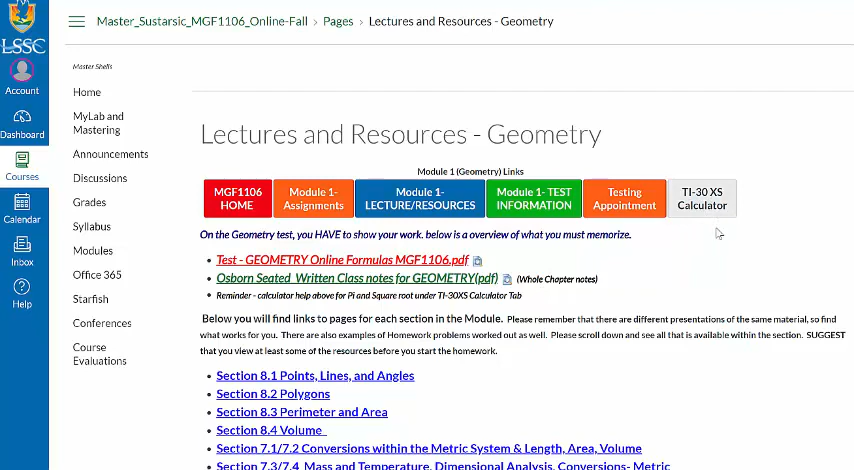 LSSC
Account
Dashboard
Courses
Calendar
Inbox
Help
Master_Sustarsic_MGF1106_Online-Fall > Pages > Lectures and Resources - Geometry
Master Shells
Home
MyLab and
Mastering
Announcements
Discussions
Grades
Syllabus
Modules
Office 365
Starfish
Conferences
Course
Evaluations
Lectures and Resources - Geometry
Module 1 (Geometry) Links
MGF1106
HOME
Module 1-
Assignments
Module 1-
LECTURE/RESOURCES
Module 1- TEST
INFORMATION
Testing
Appointment
TI-30 XS
Calculator
On the Geometry test, you HAVE to show your work. below is a overview of what you must memorize.
• Test - GEOMETRY Online Formulas MGF1106.pdf
• Osborn Seated Written Class notes for GEOMETRY(pdf) (Whole Chapter notes)
• Reminder - calculator help above for Pi and Square root under TI-30XS Calculator Tab
Below you will find links to pages for each section in the Module. Please remember that there are different presentations of the same material, so find
what works for you. There are also examples of Homework problems worked out as well. Please scroll down and see all that is available within the section. SUGGEST
that you view at least some of the resources before you start the homework.
• Section 8.1 Points, Lines, and Angles
• Section 8.2 Polygons
• Section 8.3 Perimeter and Area
• Section 8.4 Volume
• Section 7.1/7.2 Conversions within the Metric System & Length, Area, Volume
• Section 7.3/7.4 Mass and Temperature, Dimensional Analysis, Conversions- Metric